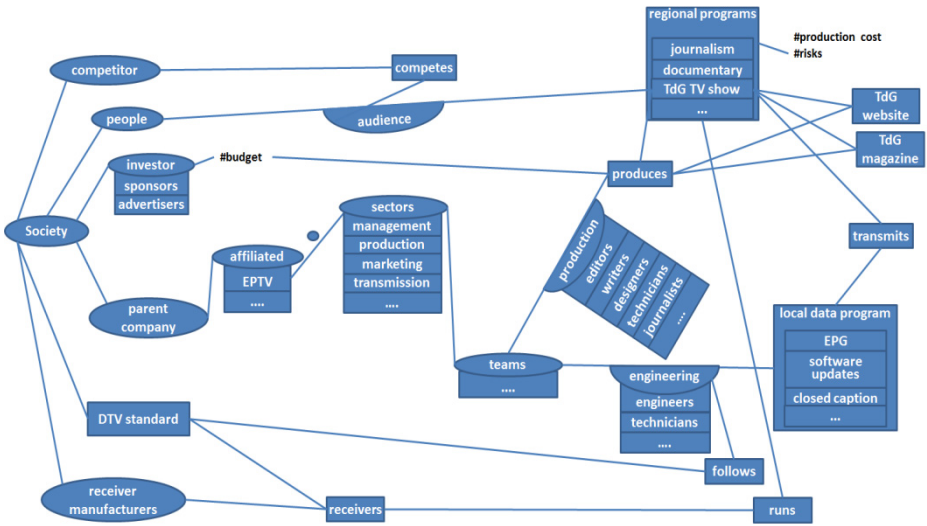 regional programs
#production cost
#risks
journalism
documentary
TdG TV show
...
competitor
competes
people
audience
TdG
website
TdG
magazine
investor
sponsors
advertisers
#budget
produces
Society
sectors
management
production
marketing
transmission
....
affiliated
EPTV
....
production
editors
writers
designers
technicians
journalists
....
transmits
parent
company
local data program
EPG
software
updates
closed caption
...
teams
....
engineering
engineers
technicians
....
DTV standard
follows
receiver
manufacturers
receivers
runs